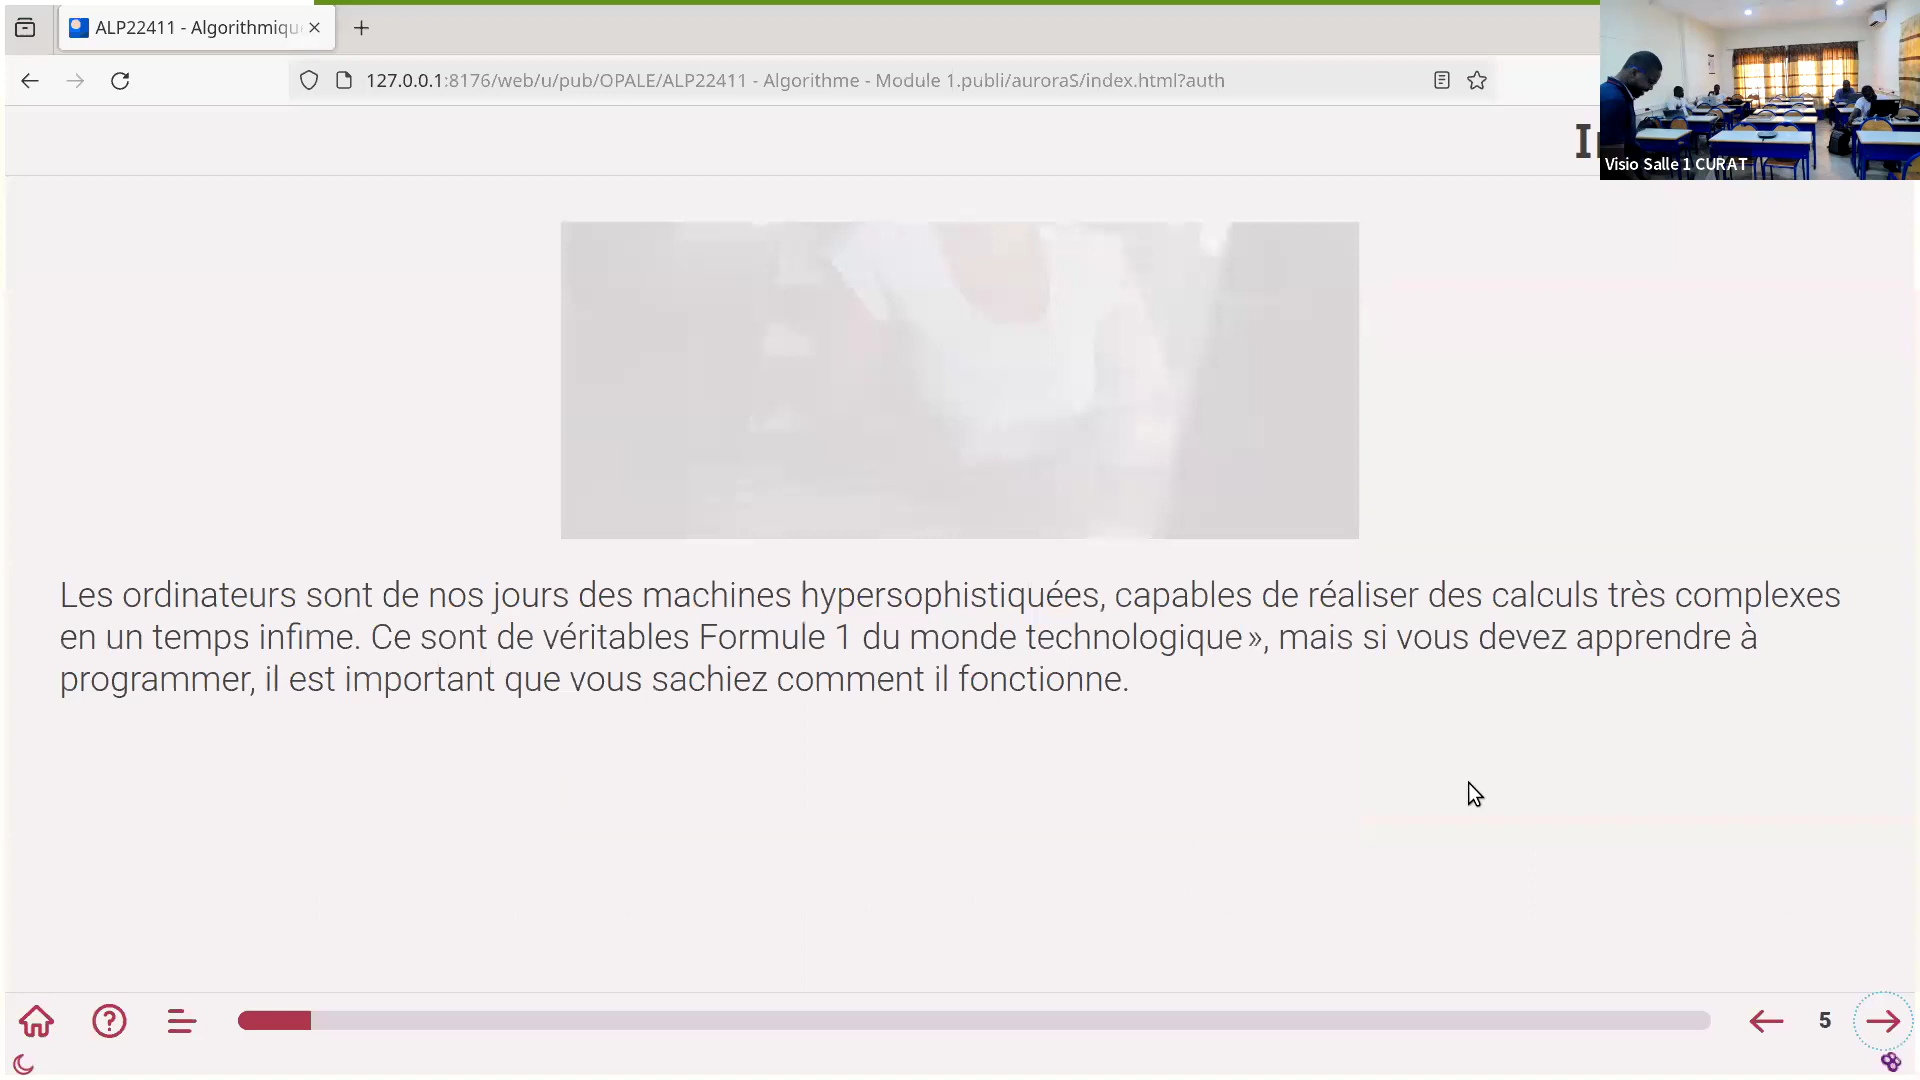 ALP22411 - Algorithmiqu
127.0.0.1:8176/web/u/pub/OPALE/ALP22411 - Algorithme - Module 1.publi/auroraS/index.html?auth
Visio Salle 1 CURAT
Les ordinateurs sont de nos jours des machines hypersophistiquées, capables de réaliser des calculs très complexes
en un temps infime. Ce sont de véritables Formule 1 du monde technologique», mais si vous devez apprendre à
programmer, il est important que vous sachiez comment il fonctionne.
5